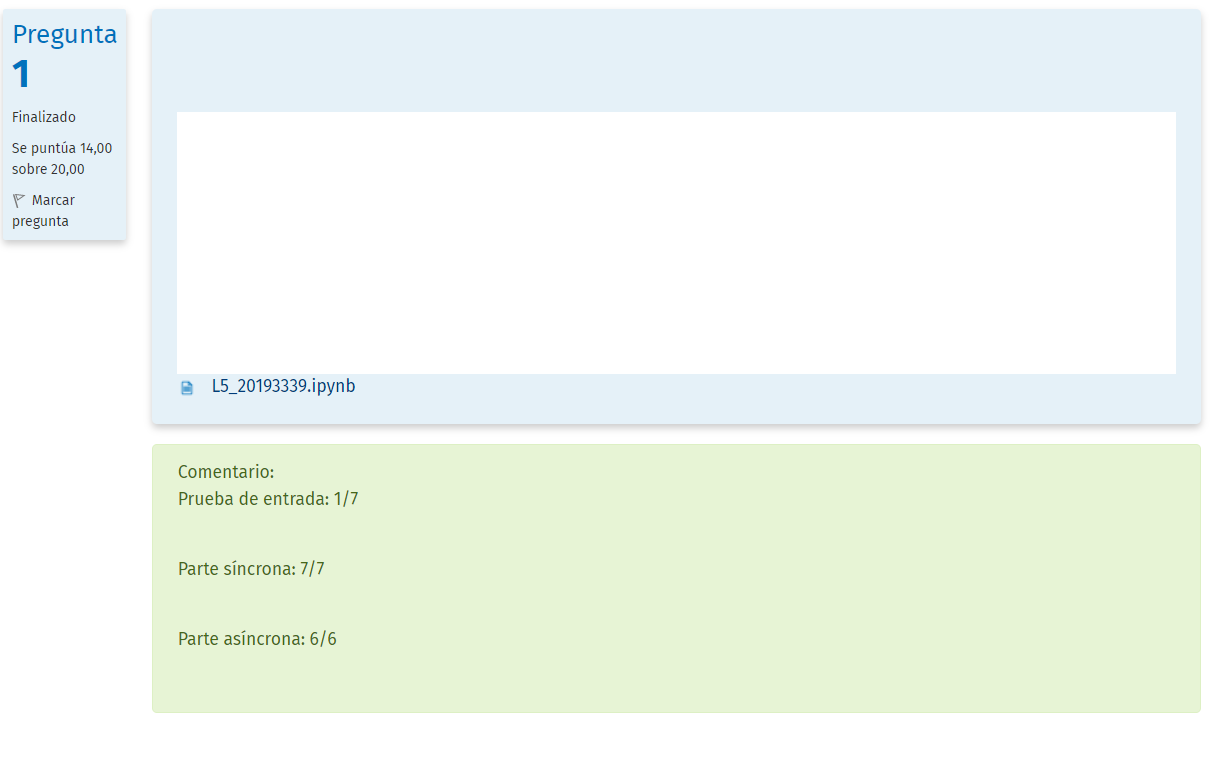 Pregunta
1
Finalizado
Se puntúa 14,00
sobre 20,00
Marcar
pregunta
L5_20193339.ipynb
Comentario:
Prueba de entrada: 1/7
Parte síncrona: 7/7
Parte asíncrona: 6/6